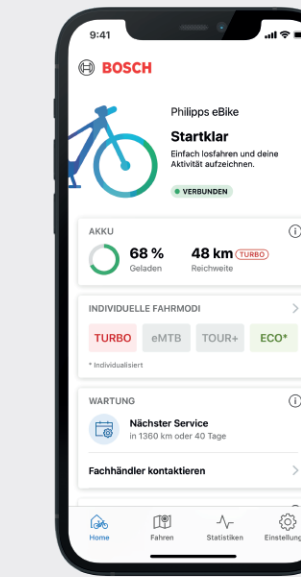 9:41
BOSCH
Philipps eBike
Startklar
Einfach losfahren und deine
Aktivität aufzeichnen.
VERBUNDEN
AKKU
68 % 48 km TURBO
Geladen Reichweite
INDIVIDUELLE FAHRMODI
TURBO eMTB TOUR+ ECO*
* Individualisiert
WARTUNG
Nächster Service
in 1360 km oder 40 Tage
Fachhändler kontaktieren
Home Fahren Statistiken Einstellung